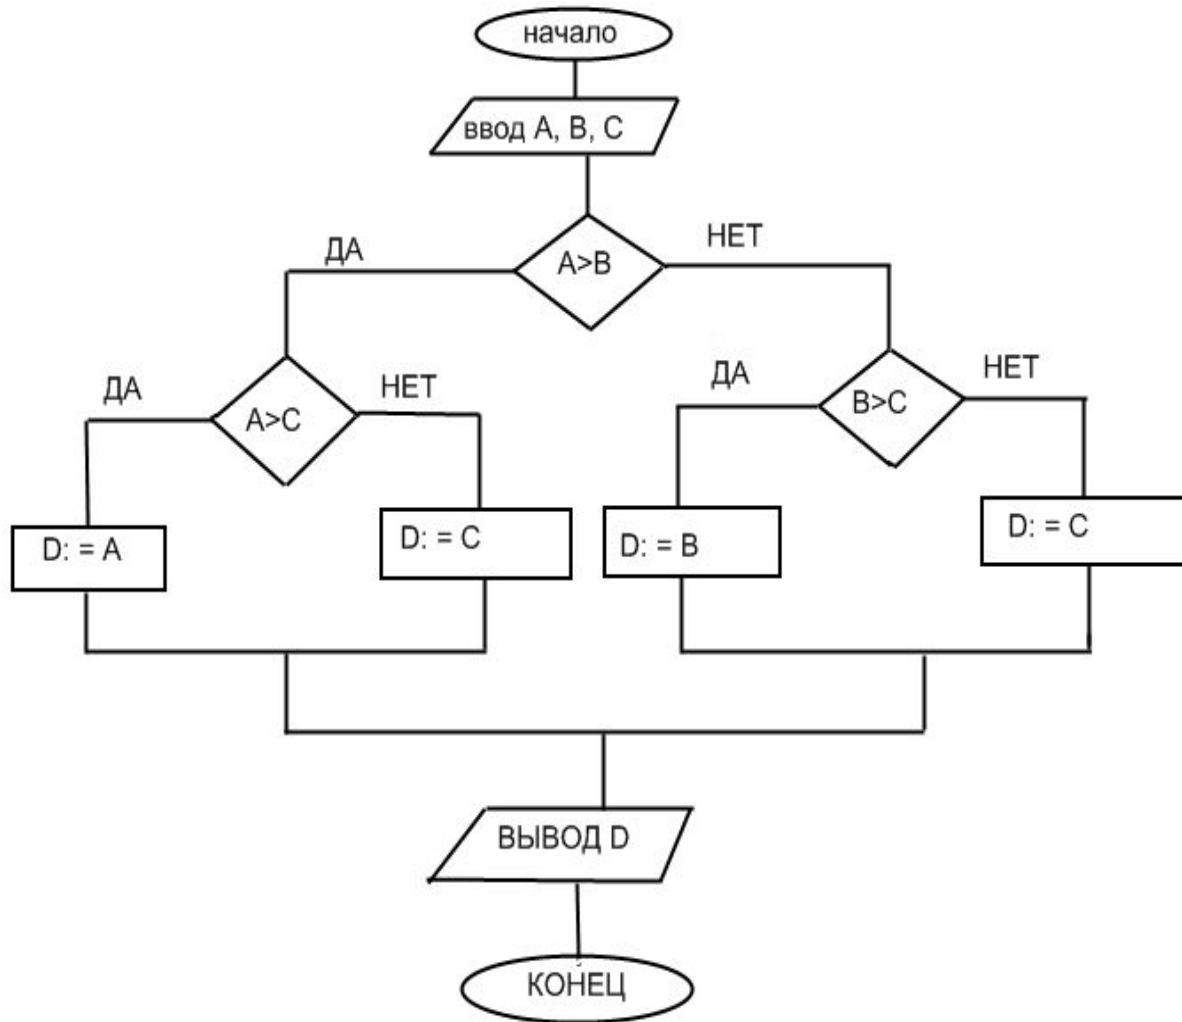 начало
ввод A, B, C
A>B
ДА
НЕТ
A>C
ДА
НЕТ
B>C
ДА
НЕТ
D: = A
D: = C
D: = B
D: = C
ВЫВОД D
КОНЕЦ